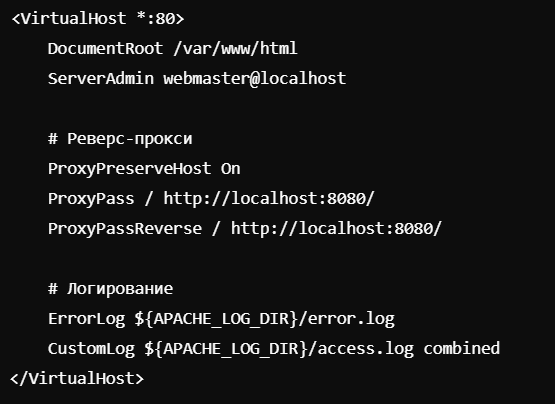 <VirtualHost *:80>
DocumentRoot /var/www/html
ServerAdmin webmaster@localhost
# Реверс-прокси
ProxyPreserveHost On
ProxyPass / http://localhost:8080/
ProxyPassReverse / http://localhost:8080/
# Логирование
ErrorLog ${APACHE_LOG_DIR}/error.log
CustomLog ${APACHE_LOG_DIR}/access.log combined
</VirtualHost>